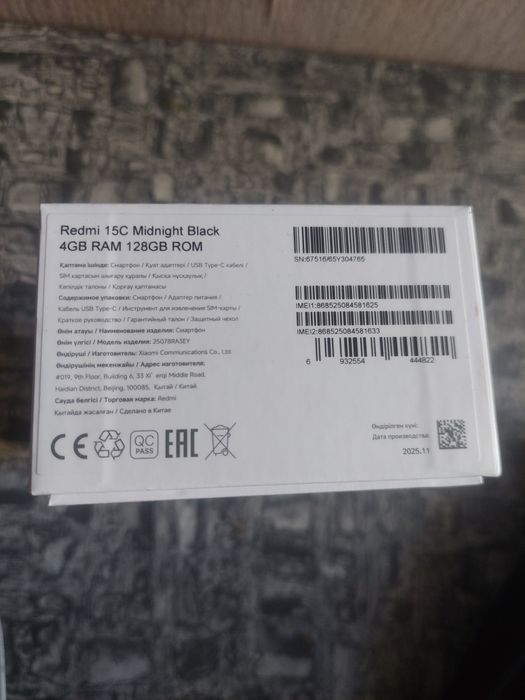 Redmi 15C Midnight Black
4GB RAM 128GB ROM
Қаптама ішінде: Смартфон / Қуат адаптері / USB Type-C кабелі /
SIM картасын шығару құралы / Қысқа нұсқаулық /
Кепілдік талоны / Қорғау қаптамасы
Содержимое упаковки: Смартфон / Адаптер питания /
Кабель USB Type-C / Инструмент для извлечения SIM-карты /
Краткое руководство / Гарантийный талон / Защитный чехол
Өнім атауы / Наименование изделия: Смартфон
Өнім үлгісі / Модель изделия: 25078RA3EY
Өндіруші / Изготовитель: Xiaomi Communications Co., Ltd.
Өндірушінің мекенжайы / Адрес изготовителя:
#019, 9th Floor, Building 6, 33 Xi'erqi Middle Road,
Haidian District, Beijing, 100085, Қытай / Китай.
Сауда белгісі / Торговая марка: Redmi
Қытайда жасалған / Сделано в Китае
CE
QC
PASS
EAC
SN:67516/65Y304765
IMEI1:868525084581625
IMEI2:868525084581633
6 932554 444822
Өндірілген күні:
Дата производства:
2025.11